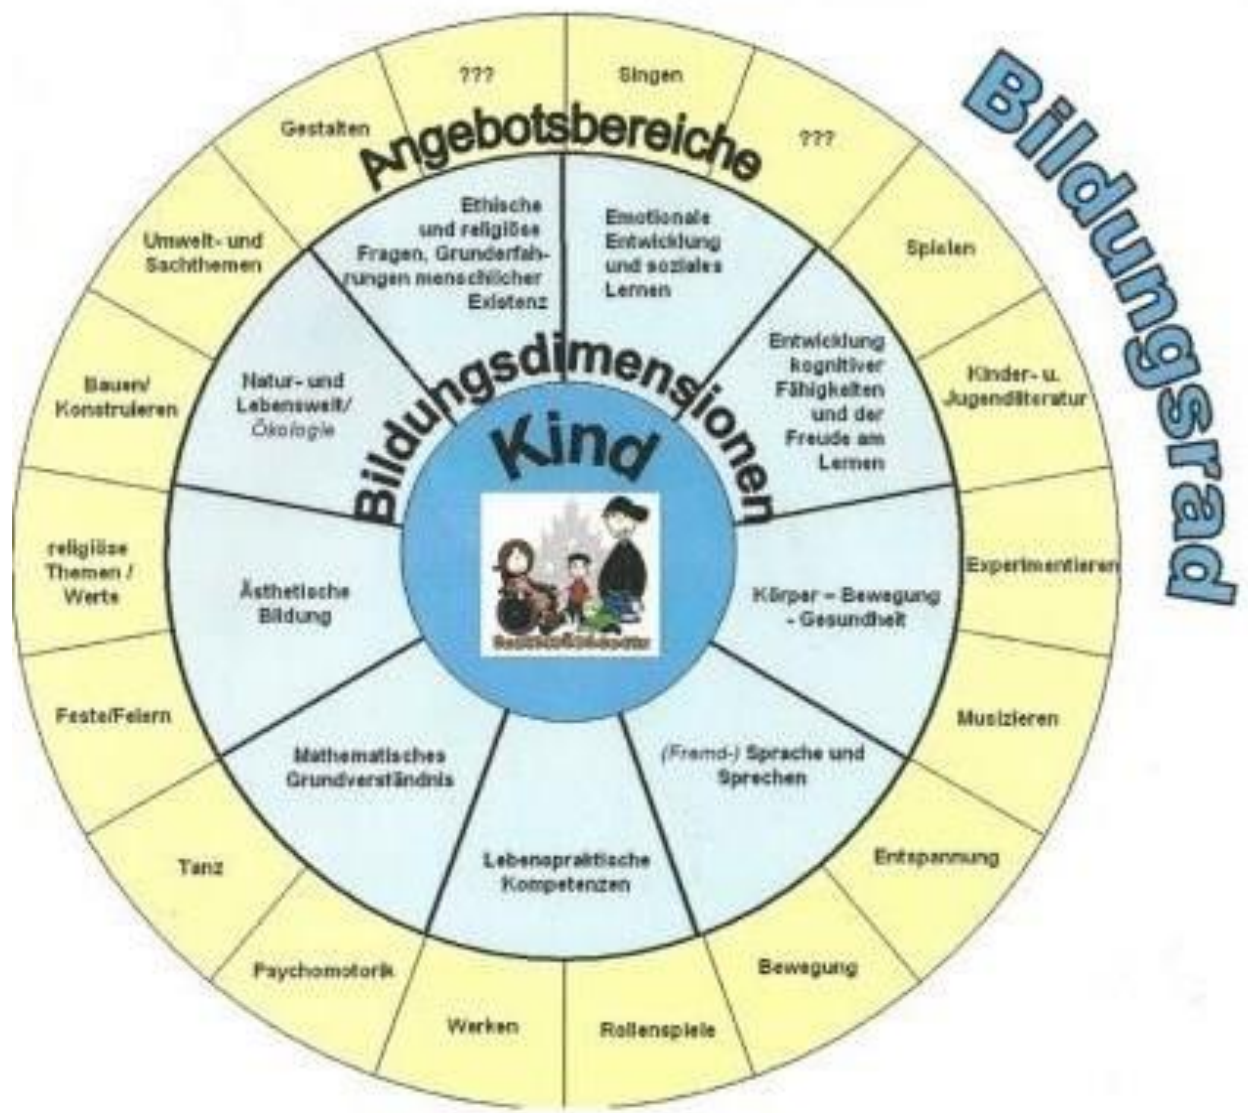 Bildungsrad
Angebotsbereiche
???
Singen
???
Spielen
Kinder- u.
Jugendliteratur
Experimentieren
Musizieren
Entspannung
Bewegung
Rollenspiele
Werken
Psychomotorik
Tanz
Feste/Feiern
religiöse
Themen /
Werte
Bauen/
Konstruieren
Umwelt- und
Sachthemen
Gestalten
Bildungsdimensionen
Ethische
und religiöse
Fragen, Grunderfah-
rungen menschlicher
Existenz
Emotionale
Entwicklung
und soziales
Lernen
Entwicklung
kognitiver
Fähigkeiten
und der
Freude am
Lernen
Körper – Bewegung
- Gesundheit
(Fremd-) Sprache und
Sprechen
Lebenspraktische
Kompetenzen
Mathematisches
Grundverständnis
Ästhetische
Bildung
Natur- und
Lebenswelt/
Ökologie
Kind